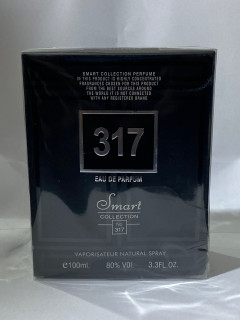 SMART COLLECTION PERFUME
IN THIS PRODUCT IS HIGHLY CONCENTRATED
FRAGRANCES CHOSEN FOR THIS PRODUCT
FROM THE BEST SOURCES AROUND
THE WORLD IT IS NOT CONNECTED
WITH ANY REGISTERED BRAND
317
EAU DE PARFUM
Smart
COLLECTION
No.
317
VAPORISATEUR NATURAL SPRAY
℮100ml. 80% VOl. 3.3FL.OZ